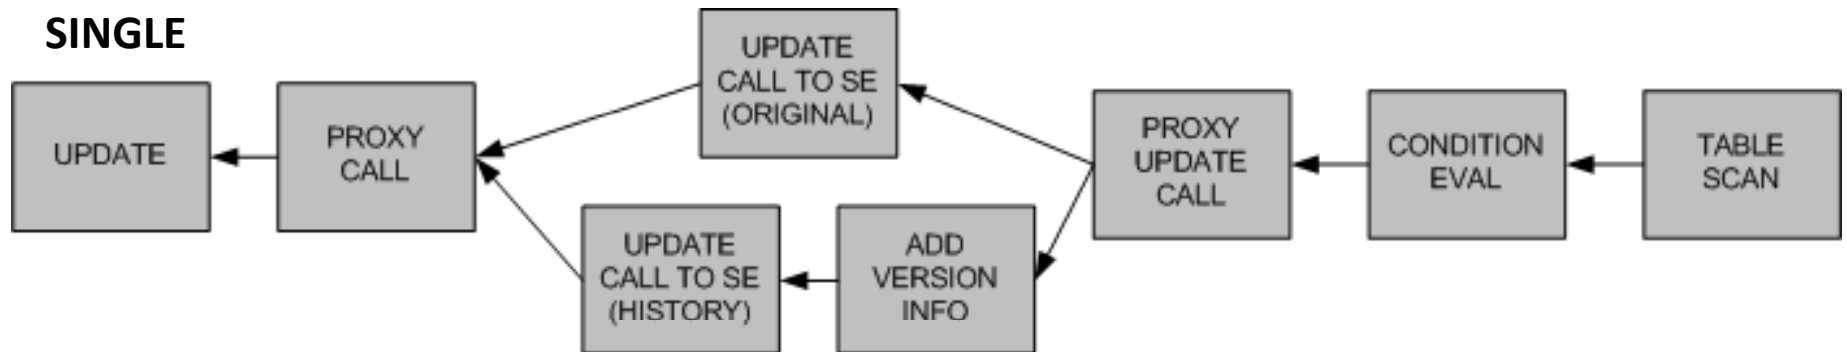 SINGLE
UPDATE
PROXY
CALL
UPDATE
CALL TO SE
(ORIGINAL)
UPDATE
CALL TO SE
(HISTORY)
ADD
VERSION
INFO
PROXY
UPDATE
CALL
CONDITION
EVAL
TABLE
SCAN